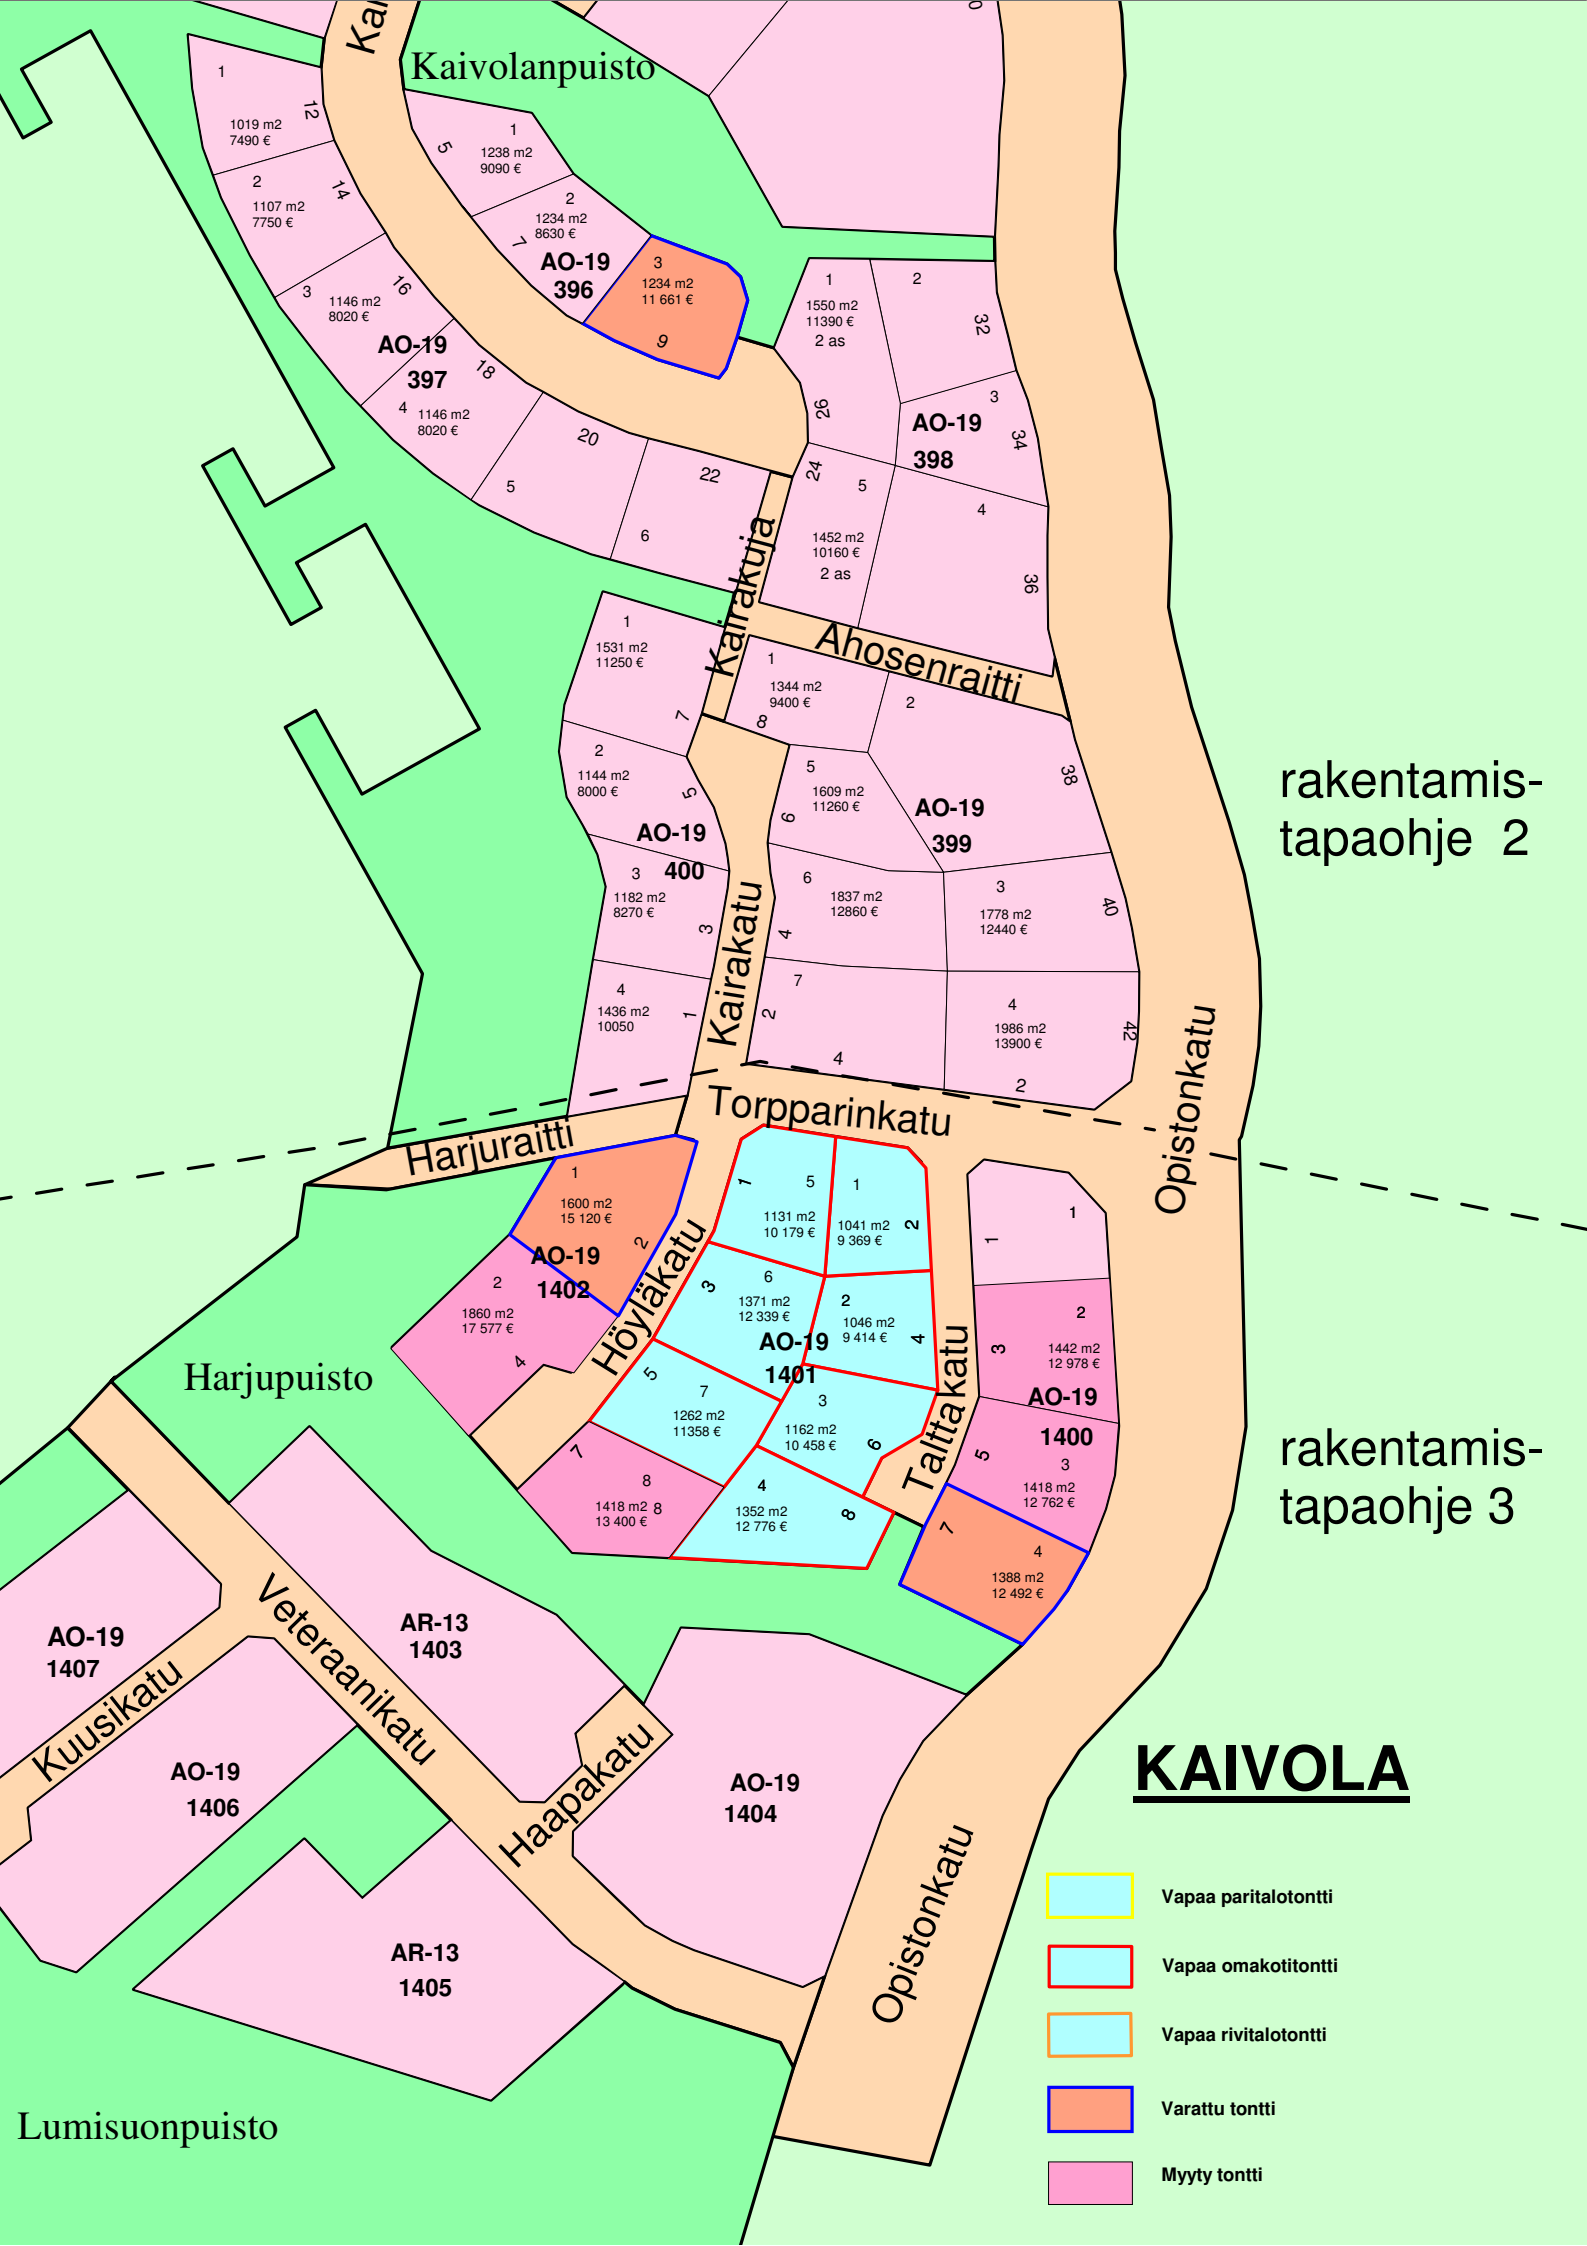 Kai
Kaivolanpuisto
0
1
12
1019 m2
7490 €
2
14
1107 m2
7750 €
3
16
1146 m2
8020 €
AO-19
397
18
4
1146 m2
8020 €
20
5
22
6
1
5
1238 m2
9090 €
2
1234 m2
8630 €
7
AO-19
396
3
1234 m2
11 661 €
9
1
1550 m2
11390 €
2 as
26
2
32
3
34
AO-19
398
24
5
1452 m2
10160 €
2 as
4
36
Kairakuja
Ahosenraitti
1
1531 m2
11250 €
7
2
1144 m2
8000 €
5
AO-19
400
3
1182 m2
8270 €
3
4
1436 m2
10050
1
1
1344 m2
9400 €
8
2
38
5
1609 m2
11260 €
6
AO-19
399
6
1837 m2
12860 €
4
3
1778 m2
12440 €
40
7
2
4
4
1986 m2
13900 €
42
2
Kairakatu
rakentamis-
tapaohje 2
Opistonkatu
Torpparinkatu
Harjuraitti
1
1600 m2
15 120 €
2
AO-19
1402
2
1860 m2
17 577 €
4
Höyläkatu
1
5
1131 m2
10 179 €
1
1041 m2
9 369 €
2
3
6
1371 m2
12 339 €
2
1046 m2
9 414 €
4
AO-19
1401
5
7
1262 m2
11358 €
3
1162 m2
10 458 €
6
7
8
1418 m2
8
13 400 €
4
1352 m2
12 776 €
8
Talttakatu
1
1
2
3
1442 m2
12 978 €
AO-19
1400
5
3
1418 m2
12 762 €
7
4
1388 m2
12 492 €
rakentamis-
tapaohje 3
Harjupuisto
AO-19
1407
Kuusikatu
Veteraanikatu
AR-13
1403
AO-19
1406
Haapakatu
AO-19
1404
AR-13
1405
Opistonkatu
Lumisuonpuisto
KAIVOLA
Vapaa paritalotontti
Vapaa omakotitontti
Vapaa rivitalotontti
Varattu tontti
Myyty tontti